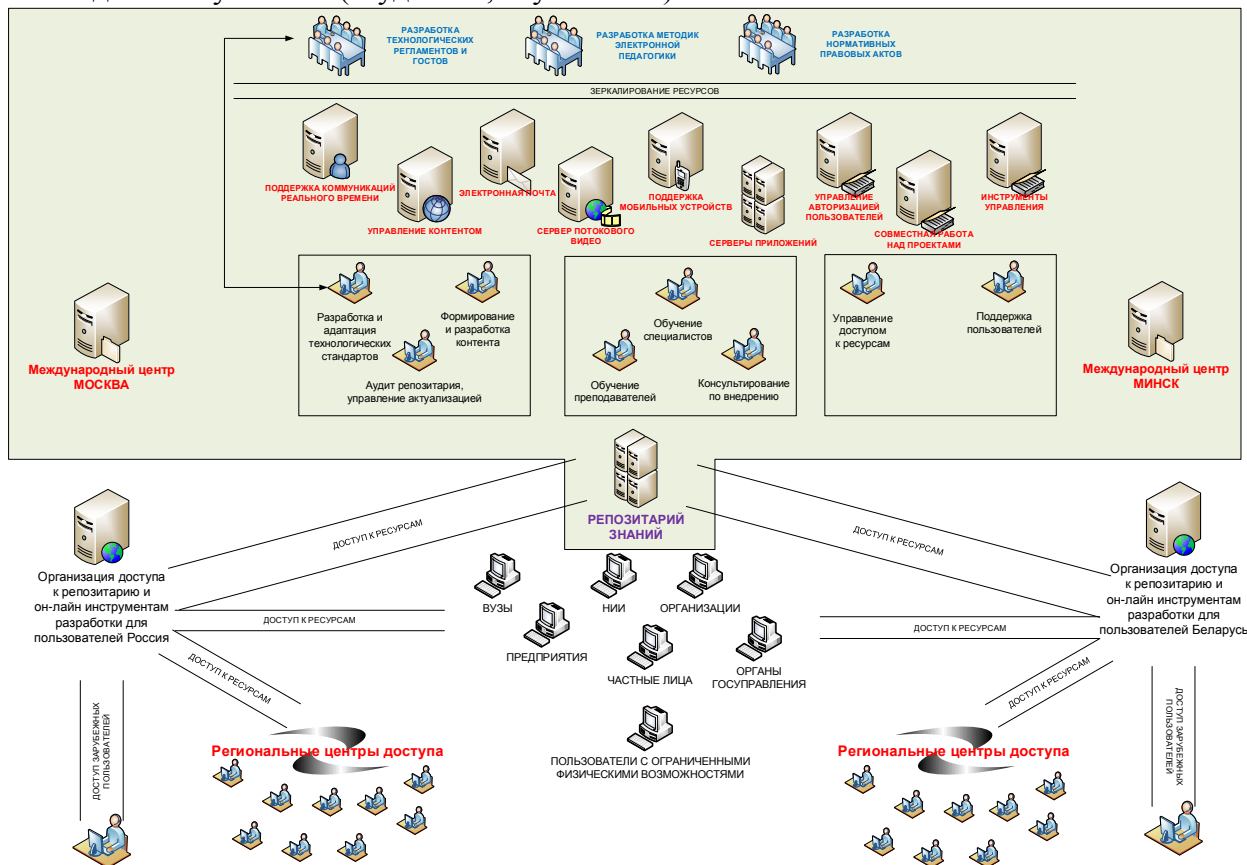 РАЗРАБОТКА
ТЕХНОЛОГИЧЕСКИХ
РЕГЛАМЕНТОВ И
ГОСТОВ
РАЗРАБОТКА МЕТОДИК
ЭЛЕКТРОННОЙ
ПЕДАГОГИКИ
РАЗРАБОТКА
НОРМАТИВНЫХ
ПРАВОВЫХ АКТОВ
ЗЕРКАЛИРОВАНИЕ РЕСУРСОВ
ПОДДЕРЖКА КОММУНИКАЦИЙ
РЕАЛЬНОГО ВРЕМЕНИ
УПРАВЛЕНИЕ КОНТЕНТОМ
ЭЛЕКТРОННАЯ ПОЧТА
СЕРВЕР ПОТОКОВОГО
ВИДЕО
ПОДДЕРЖКА
МОБИЛЬНЫХ УСТРОЙСТВ
СЕРВЕРЫ ПРИЛОЖЕНИЙ
УПРАВЛЕНИЕ
АВТОРИЗАЦИЕЙ
ПОЛЬЗОВАТЕЛЕЙ
СОВМЕСТНАЯ РАБОТА
НАД ПРОЕКТАМИ
ИНСТРУМЕНТЫ
УПРАВЛЕНИЯ
Международный центр
МОСКВА
Разработка и
адаптация
технологических
стандартов
Формирование
и разработка
контента
Аудит репозитария,
управление актуализацией
Обучение
специалистов
Обучение
преподавателей
Консультирование
по внедрению
Управление
доступом
к ресурсам
Поддержка
пользователей
Международный центр
МИНСК
РЕПОЗИТАРИЙ
ЗНАНИЙ
Организация доступа
к репозитарию и
он-лайн инструментам
разработки для
пользователей Россия
ДОСТУП К РЕСУРСАМ
ДОСТУП К РЕСУРСАМ
ДОСТУП К РЕСУРСАМ
ДОСТУП ЗАРУБЕЖНЫХ
ПОЛЬЗОВАТЕЛЕЙ
Региональные центры доступа
ВУЗЫ
НИИ
ОРГАНИЗАЦИИ
ПРЕДПРИЯТИЯ
ЧАСТНЫЕ ЛИЦА
ОРГАНЫ
ГОСУПРАВЛЕНИЯ
ПОЛЬЗОВАТЕЛИ С ОГРАНИЧЕННЫМИ
ФИЗИЧЕСКИМИ ВОЗМОЖНОСТЯМИ
Организация доступа
к репозитарию и
он-лайн инструментам
разработки для
пользователей Беларусь
ДОСТУП К РЕСУРСАМ
ДОСТУП К РЕСУРСАМ
ДОСТУП К РЕСУРСАМ
ДОСТУП ЗАРУБЕЖНЫХ
ПОЛЬЗОВАТЕЛЕЙ
Региональные центры доступа